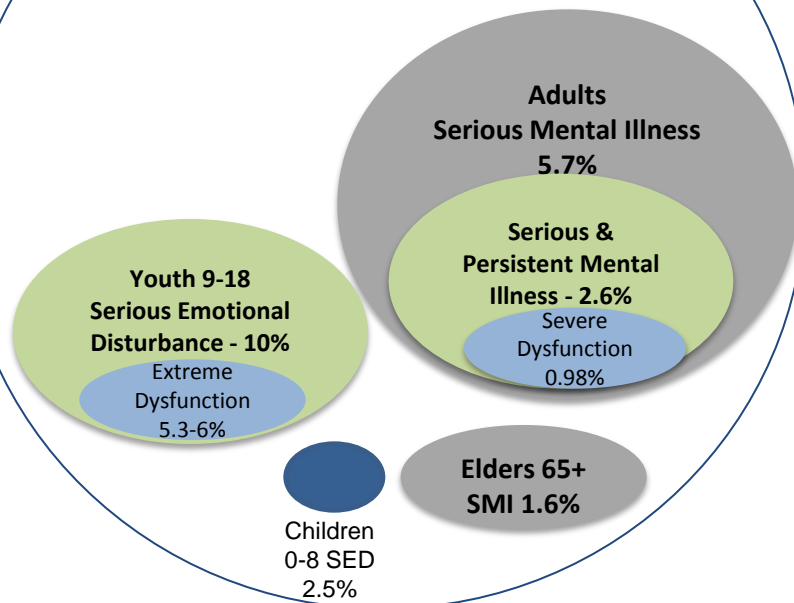 Adults
Serious Mental Illness
5.7%
Serious &
Persistent Mental
Illness - 2.6%
Severe
Dysfunction
0.98%
Youth 9-18
Serious Emotional
Disturbance - 10%
Extreme
Dysfunction
5.3-6%
Elders 65+
SMI 1.6%
Children
0-8 SED
2.5%